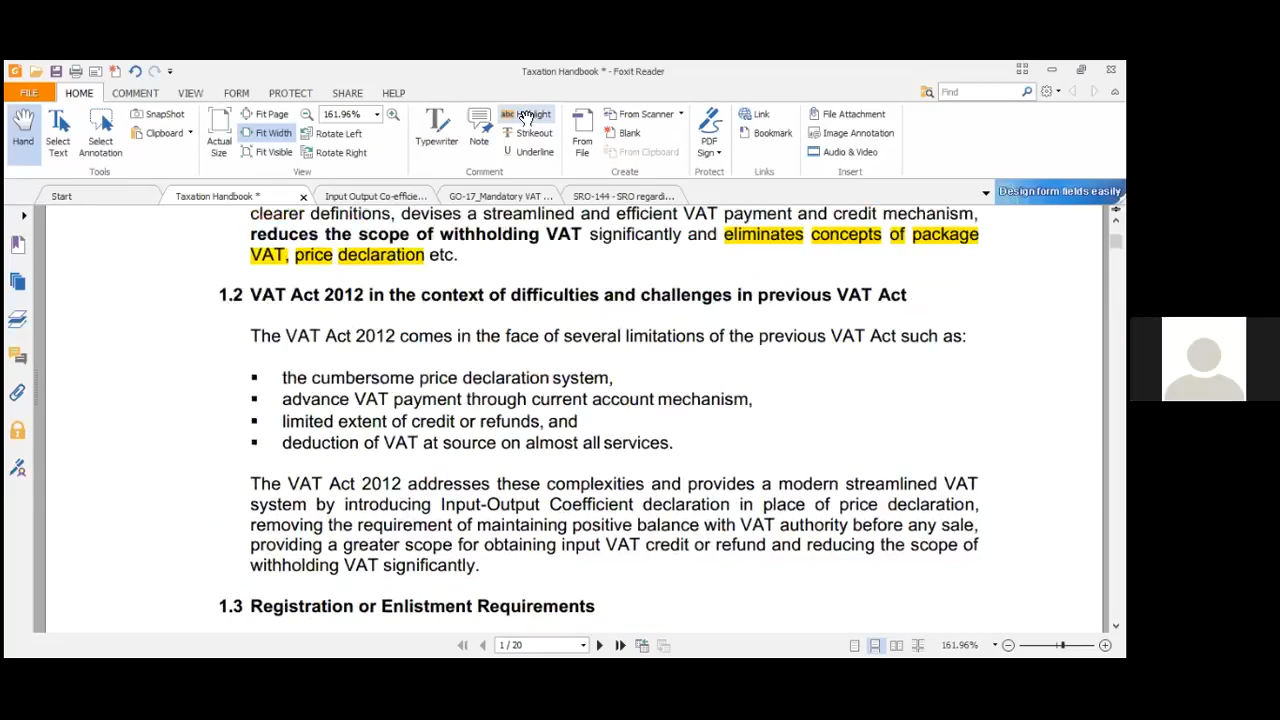 Taxation Handbook * - Foxit Reader
FILE HOME COMMENT VIEW FORM PROTECT SHARE HELP
Find
Hand
Select Text
Select Annotation
SnapShot
Clipboard
Tools
Actual Size
Fit Page
Fit Width
Fit Visible
161.96%
Rotate Left
Rotate Right
View
Typewriter
Note
Highlight
Strikeout
Underline
Comment
From File
From Scanner
Blank
From Clipboard
Create
PDF Sign
Protect
Link
Bookmark
Links
File Attachment
Image Annotation
Audio & Video
Insert
Start
Taxation Handbook *
Input Output Co-efficie...
GO-17_Mandatory VAT ...
SRO-144 - SRO regardi...
Design form fields easily
clearer definitions, devises a streamlined and efficient VAT payment and credit mechanism,
reduces the scope of withholding VAT significantly and eliminates concepts of package
VAT, price declaration etc.
1.2 VAT Act 2012 in the context of difficulties and challenges in previous VAT Act
The VAT Act 2012 comes in the face of several limitations of the previous VAT Act such as:
▪ the cumbersome price declaration system,
▪ advance VAT payment through current account mechanism,
▪ limited extent of credit or refunds, and
▪ deduction of VAT at source on almost all services.
The VAT Act 2012 addresses these complexities and provides a modern streamlined VAT
system by introducing Input-Output Coefficient declaration in place of price declaration,
removing the requirement of maintaining positive balance with VAT authority before any sale,
providing a greater scope for obtaining input VAT credit or refund and reducing the scope of
withholding VAT significantly.
1.3 Registration or Enlistment Requirements
1 / 20
161.96%